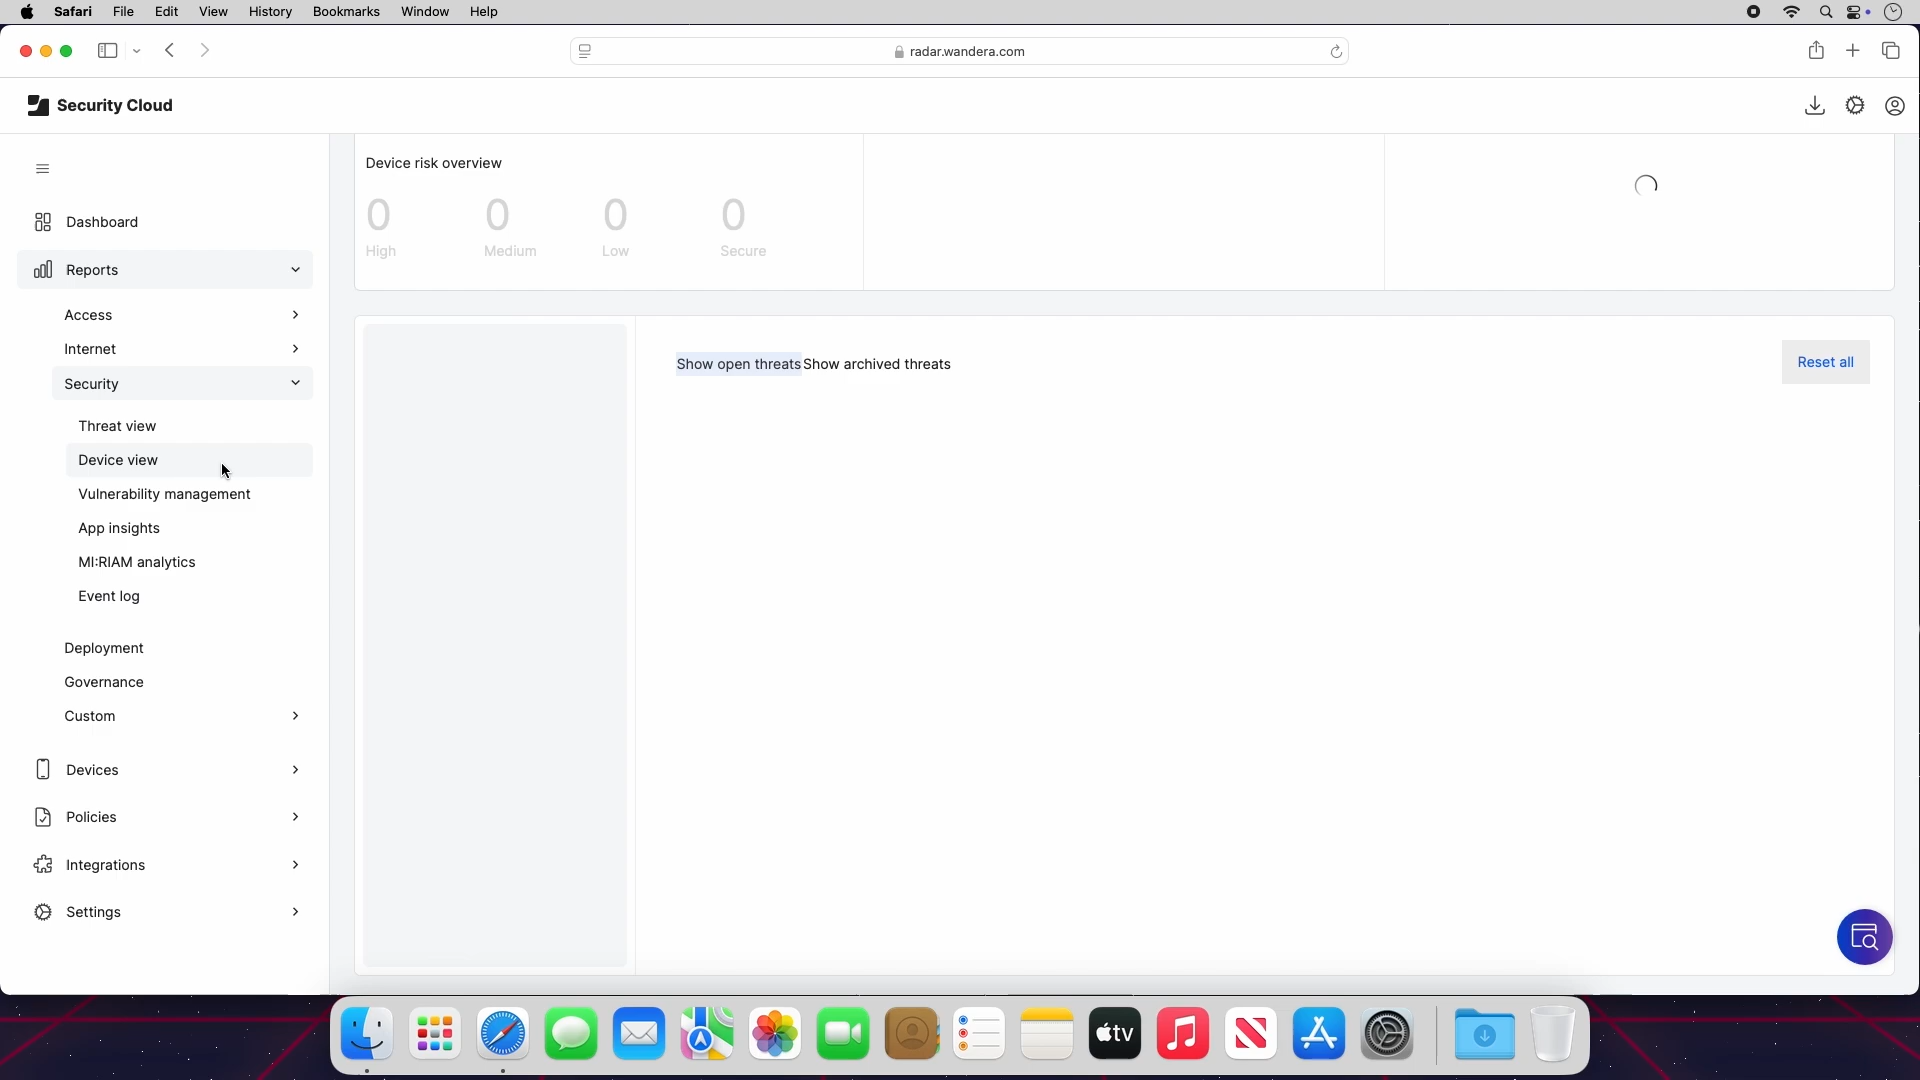 Safari File Edit View History Bookmarks Window Help
radar.wandera.com
Security Cloud
Dashboard
Reports
Access
Internet
Security
Threat view
Device view
Vulnerability management
App insights
MI:RIAM analytics
Event log
Deployment
Governance
Custom
Devices
Policies
Integrations
Settings
Device risk overview
0 0 0 0
High Medium Low Secure
Show open threats Show archived threats
Reset all
tv